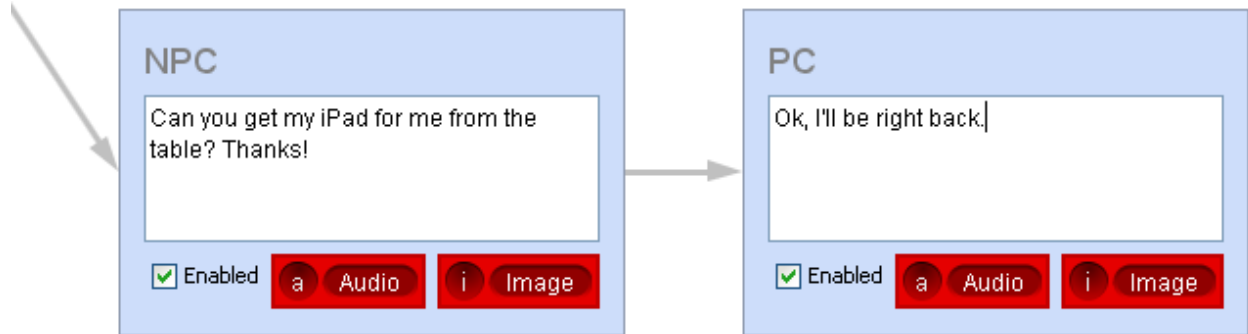 NPC
Can you get my iPad for me from the
table? Thanks!
Enabled
a Audio
i Image
PC
Ok, I'll be right back.
Enabled
a Audio
i Image